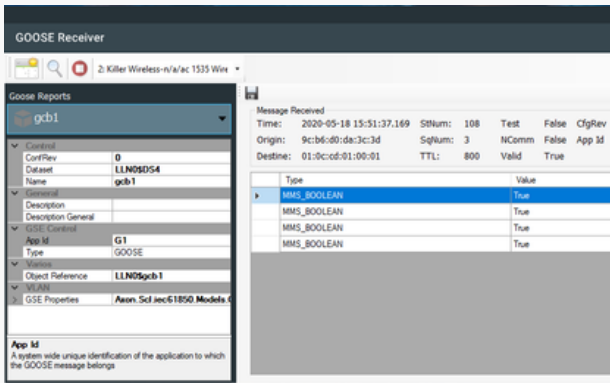 GOOSE Receiver
2: Killer Wireless-n/a/ac 1535 Wire
Goose Reports
gcb1
Control
ConfRev 0
Dataset LLN0$DS4
Name gcb1
General
Description
Description General
GSE Control
App Id G1
Type GOOSE
Varios
Object Reference LLN0$gcb1
VLAN
GSE Properties Axon.Scl.iec61850.Models.
App Id
A system wide unique identification of the application to which
the GOOSE message belongs
Message Received
Time: 2020-05-18 15:51:37.169 StNum: 108 Test False CfgRev
Origin: 9c:b6:d0:da:3c:3d SqNum: 3 NComm False App Id
Destine: 01:0c:cd:01:00:01 TTL: 800 Valid True
Type Value
MMS_BOOLEAN True
MMS_BOOLEAN True
MMS_BOOLEAN True
MMS_BOOLEAN True